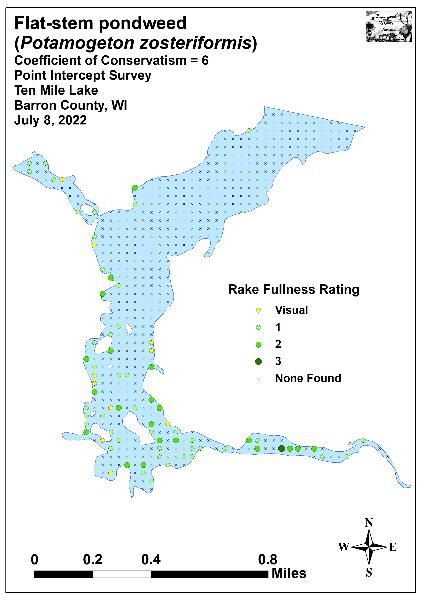 Flat-stem pondweed
(Potamogeton zosteriformis)
Coefficient of Conservatism = 6
Point Intercept Survey
Ten Mile Lake
Barron County, WI
July 8, 2022
Rake Fullness Rating
Visual
1
2
3
None Found
N
W E
S
0 0.2 0.4 0.8
Miles